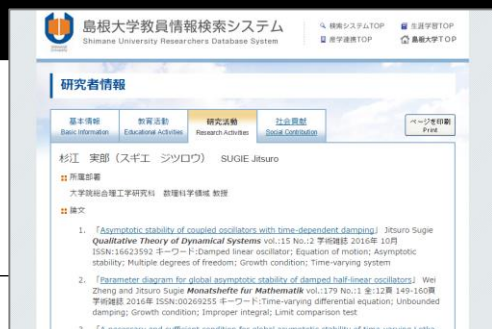 島根大学教員情報検索システム
Shimane University Researchers Database System
検索システムTOP
生涯学習TOP
産学連携TOP
島根大学TOP
研究者情報
基本情報
Basic Information
教育活動
Educational Activities
研究活動
Research Activities
社会貢献
Social Contribution
ページを印刷
Print
杉江 実郎（スギエ ジツロウ） SUGIE Jitsuro
所属部署
大学院総合理工学研究科 数理科学領域 教授
論文
1. 「Asymptotic stability of coupled oscillators with time-dependent damping」 Jitsuro Sugie
Qualitative Theory of Dynamical Systems vol.:15 No.:2 学術雑誌 2016年 10月
ISSN:16623592 キーワード:Damped linear oscillator; Equation of motion; Asymptotic
stability; Multiple degrees of freedom; Growth condition; Time-varying system
2. 「Parameter diagram for global asymptotic stability of damped half-linear oscillators」 Wei
Zheng and Jitsuro Sugie Monatshefte fur Mathematik vol.:179 No.:1 全:12頁 149-160頁
学術雑誌 2016年 ISSN:00269255 キーワード:Time-varying differential equation; Unbounded
damping; Growth condition; Improper integral; Limit comparison test